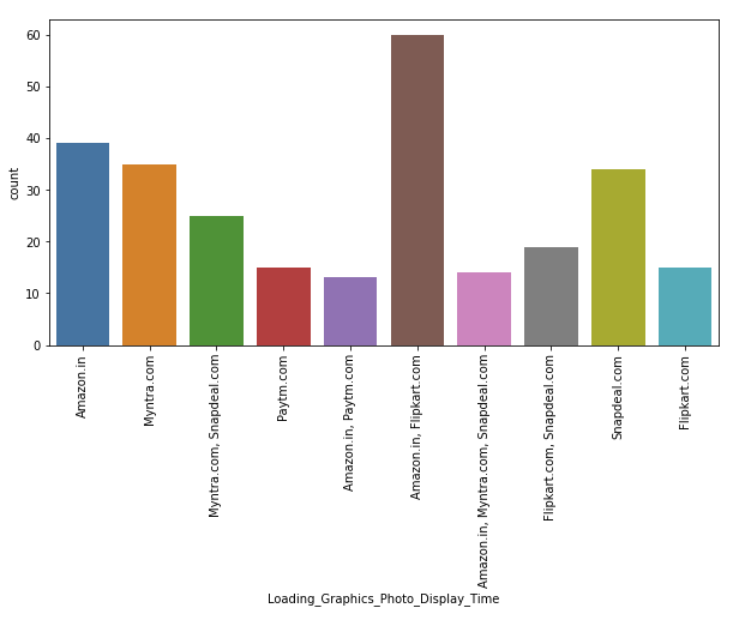 60
50
40
30
20
10
0
count
Amazon.in
Myntra.com
Myntra.com, Snapdeal.com
Paytm.com
Amazon.in, Paytm.com
Amazon.in, Flipkart.com
Amazon.in, Myntra.com, Snapdeal.com
Flipkart.com, Snapdeal.com
Snapdeal.com
Flipkart.com
Loading_Graphics_Photo_Display_Time